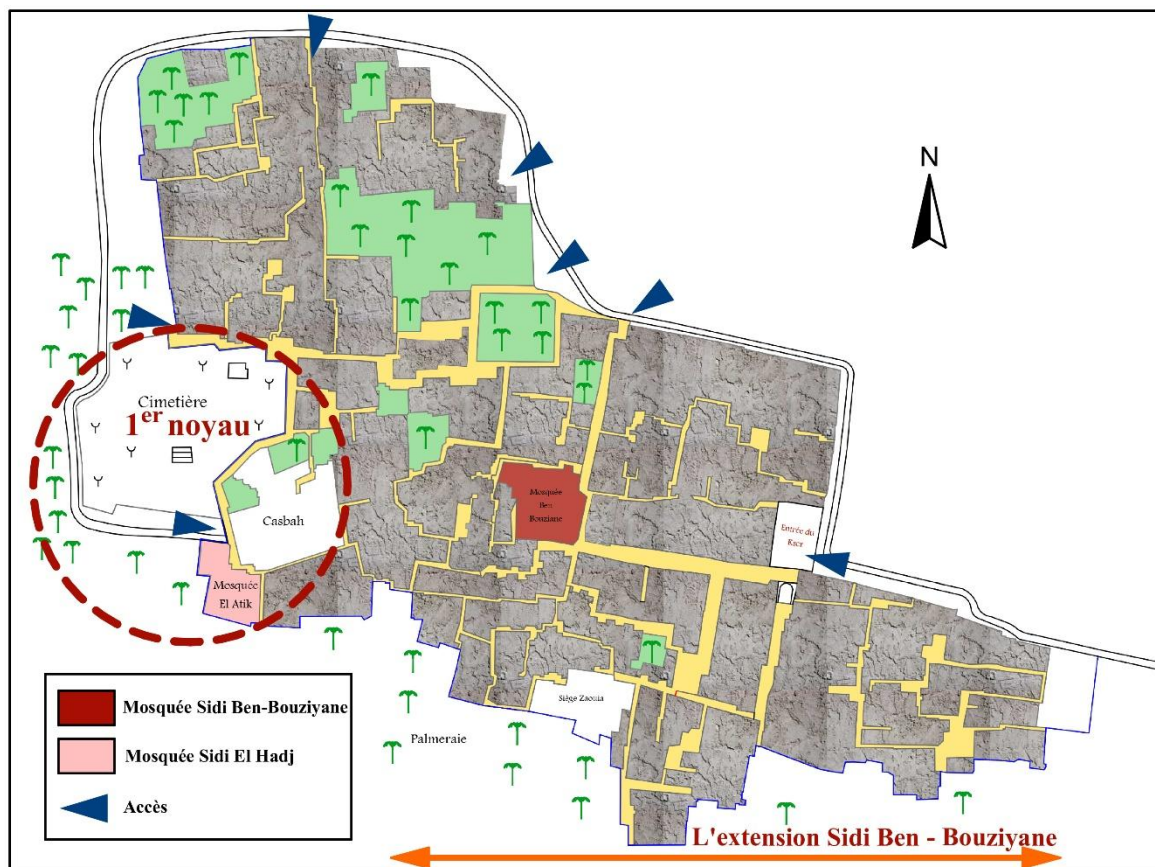 N
Cimetière
1er noyau
Casbah
Mosquée
El Atik
Mosquée
Ben
Bouziane
Entrée du
Ksar
Siège Zaouia
Palmeraie
Mosquée Sidi Ben-Bouziyane
Mosquée Sidi El Hadj
Accès
L'extension Sidi Ben - Bouziyane